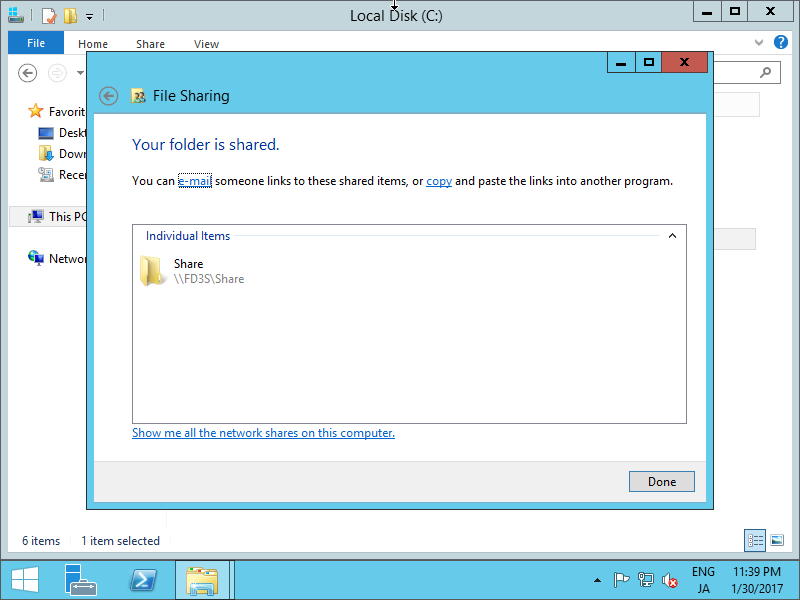 Local Disk (C:)
File
Home
Share
View
File Sharing
Favorit
Deskt
Down
Recer
This PC
Networ
Your folder is shared.
You can e-mail someone links to these shared items, or copy and paste the links into another program.
Individual Items
Share
\\FD3S\Share
Show me all the network shares on this computer.
Done
6 items
1 item selected
ENG
JA
11:39 PM
1/30/2017